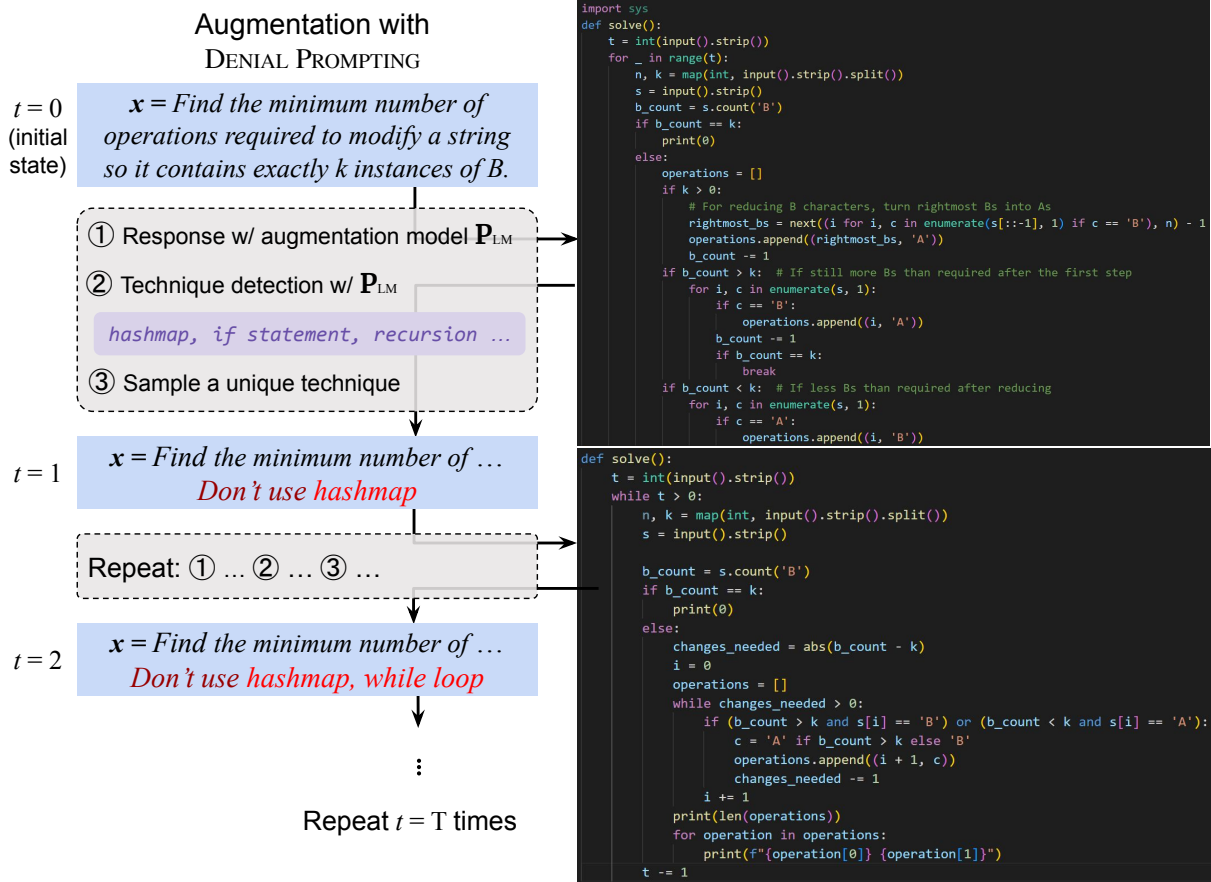 Augmentation with
DENIAL PROMPTING
t = 0
(initial
state)
x = Find the minimum number of
operations required to modify a string
so it contains exactly k instances of B.
① Response w/ augmentation model P_LM
② Technique detection w/ P_LM
hashmap, if statement, recursion …
③ Sample a unique technique
t = 1
x = Find the minimum number of …
Don't use hashmap
Repeat: ① … ② … ③ …
t = 2
x = Find the minimum number of …
Don't use hashmap, while loop
⋮
Repeat t = T times
import sys
def solve():
    t = int(input().strip())
    for _ in range(t):
        n, k = map(int, input().strip().split())
        s = input().strip()
        b_count = s.count('B')
        if b_count == k:
            print(0)
        else:
            operations = []
            if k > 0:
                # For reducing B characters, turn rightmost Bs into As
                rightmost_bs = next((i for i, c in enumerate(s[::-1], 1) if c == 'B'), n) - 1
                operations.append((rightmost_bs, 'A'))
                b_count -= 1
            if b_count > k:  # If still more Bs than required after the first step
                for i, c in enumerate(s, 1):
                    if c == 'B':
                        operations.append((i, 'A'))
                    b_count -= 1
                    if b_count == k:
                        break
            if b_count < k:  # If less Bs than required after reducing
                for i, c in enumerate(s, 1):
                    if c == 'A':
                        operations.append((i, 'B'))
def solve():
    t = int(input().strip())
    while t > 0:
        n, k = map(int, input().strip().split())
        s = input().strip()

        b_count = s.count('B')
        if b_count == k:
            print(0)
        else:
            changes_needed = abs(b_count - k)
            i = 0
            operations = []
            while changes_needed > 0:
                if (b_count > k and s[i] == 'B') or (b_count < k and s[i] == 'A'):
                    c = 'A' if b_count > k else 'B'
                    operations.append((i + 1, c))
                    changes_needed -= 1
                i += 1
            print(len(operations))
            for operation in operations:
                print(f"{operation[0]} {operation[1]}")
        t -= 1